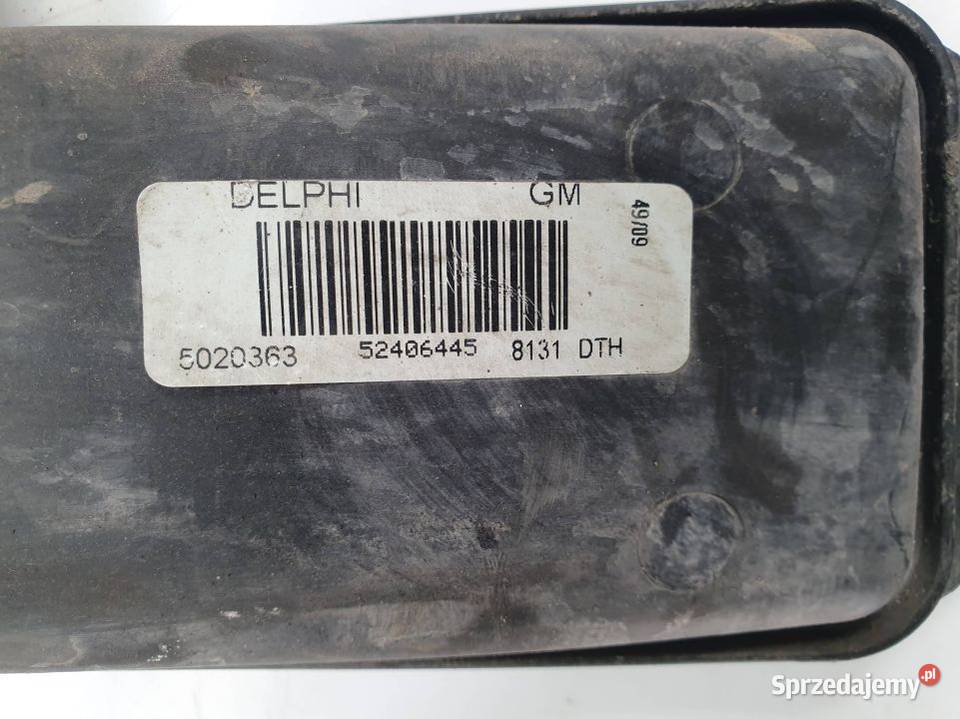 DELPHI GM
49/09
5020363 52406445 8131 DTH
Sprzedajemy.pl